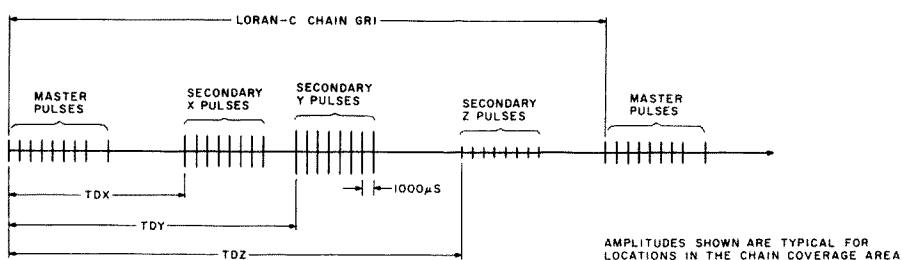 LORAN-C CHAIN GRI
MASTER
PULSES
SECONDARY
X PULSES
SECONDARY
Y PULSES
SECONDARY
Z PULSES
MASTER
PULSES
1000μS
TDX
TDY
TDZ
AMPLITUDES SHOWN ARE TYPICAL FOR
LOCATIONS IN THE CHAIN COVERAGE AREA